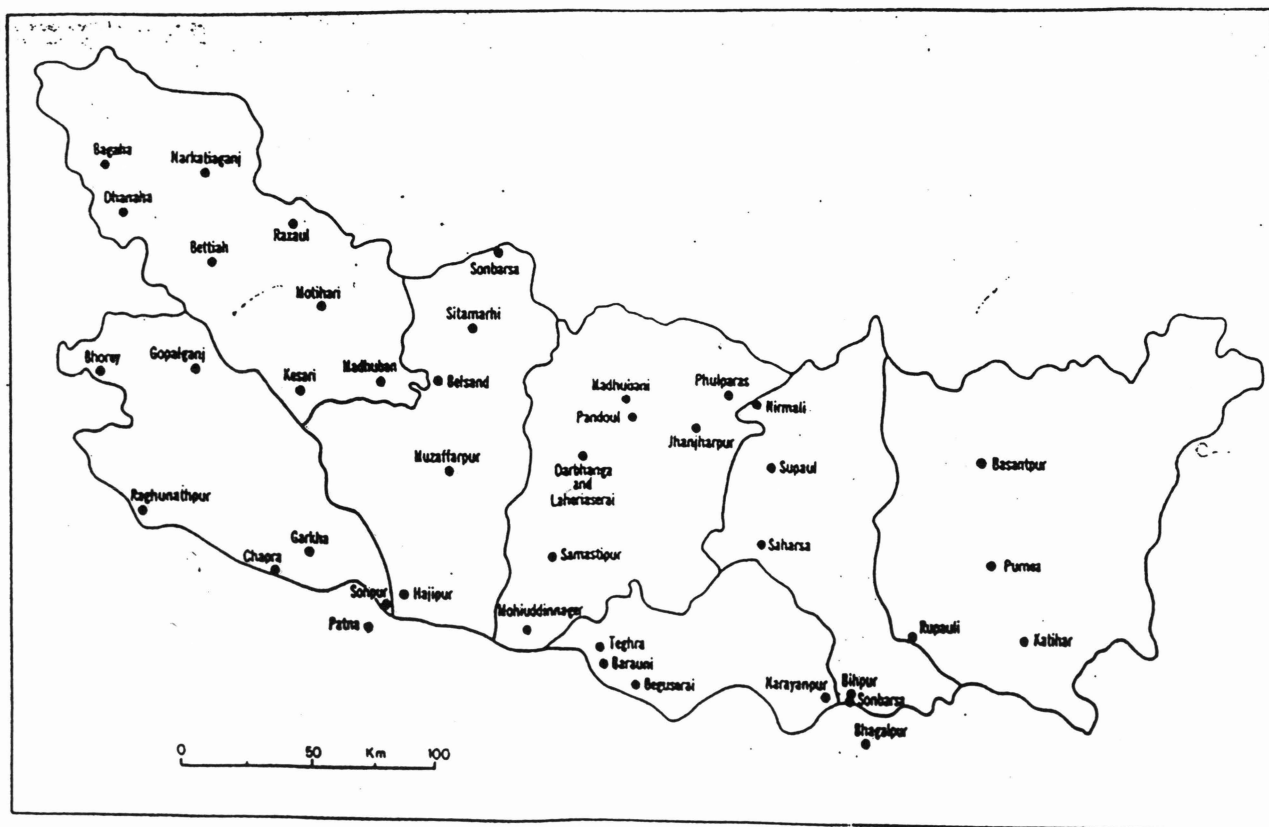 Bagaha
Narkatiaganj
Dhanaha
Razaul
Bettiah
Sonbarsa
Motihari
Sitamarhi
Bhorey
Gopalganj
Kesari
Madhuban
Belsand
Madhubani
Phulparas
Pandoul
Nirmali
Jhanjharpur
Muzaffarpur
Darbhanga
and
Laheriaserai
Supaul
Basantpur
Raghunathpur
Garkha
Chapra
Samastipur
Saharsa
Purnea
Sonpur
Hajipur
Patna
Mohiuddinnagar
Teghra
Barauni
Begusarai
Rupauli
Katihar
Narayanpur
Bihpur
Sonbarsa
Bhagalpur
0 50 Km 100